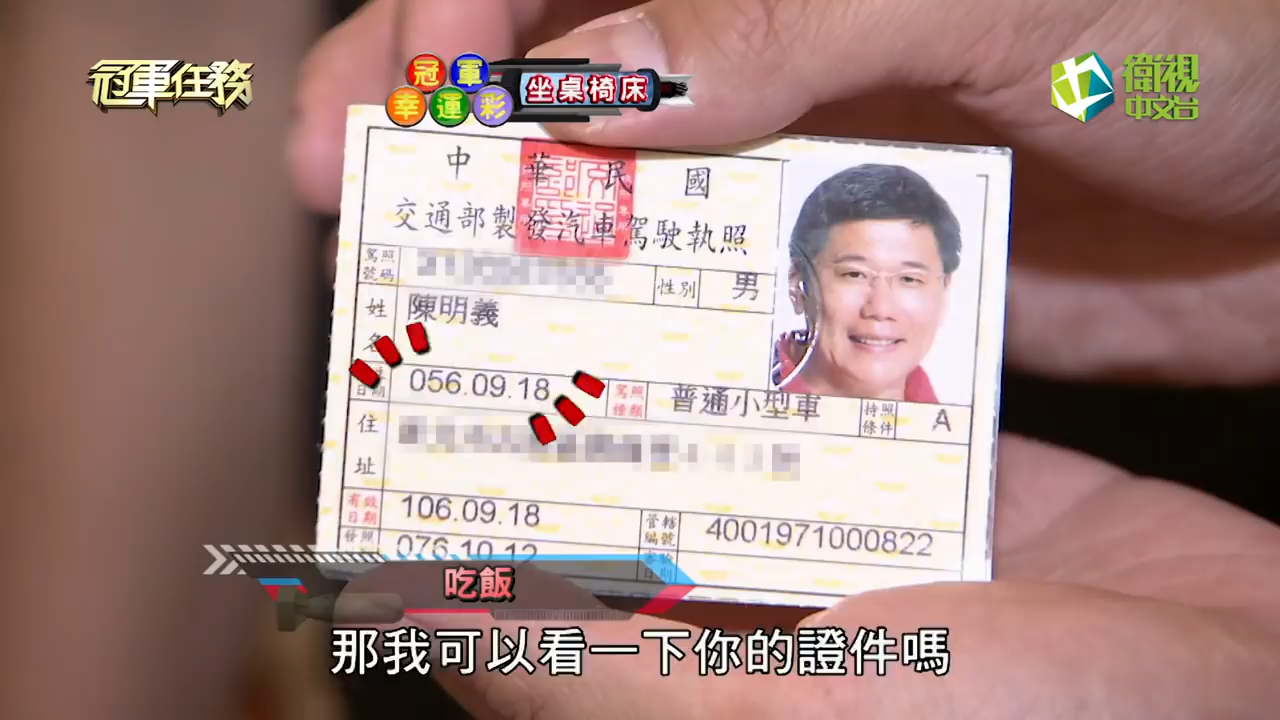 冠軍任務
冠軍
幸運彩
坐桌椅床
衛視
中文台
中華民國
交通部製發汽車駕駛執照
駕照號碼
性別 男
姓名 陳明義
日期 056.09.18 駕照種類 普通小型車 持照條件 A
住址
有效日期 106.09.18 管轄編號 4001971000822
發照 076.10.12
吃飯
那我可以看一下你的證件嗎